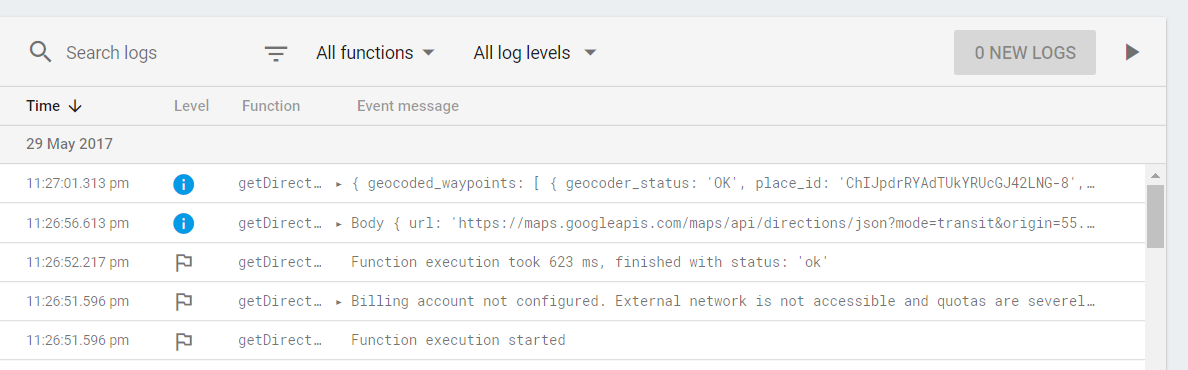 Search logs All functions All log levels 0 NEW LOGS
Time Level Function Event message
29 May 2017
11:27:01.313 pm getDirect… ▸ { geocoded_waypoints: [ { geocoder_status: 'OK', place_id: 'ChIJpdrRYAdTUkYRUcGJ42LNG-8',…
11:26:56.613 pm getDirect… ▸ Body { url: 'https://maps.googleapis.com/maps/api/directions/json?mode=transit&origin=55.…
11:26:52.217 pm getDirect… Function execution took 623 ms, finished with status: 'ok'
11:26:51.596 pm getDirect… ▸ Billing account not configured. External network is not accessible and quotas are severel…
11:26:51.596 pm getDirect… Function execution started